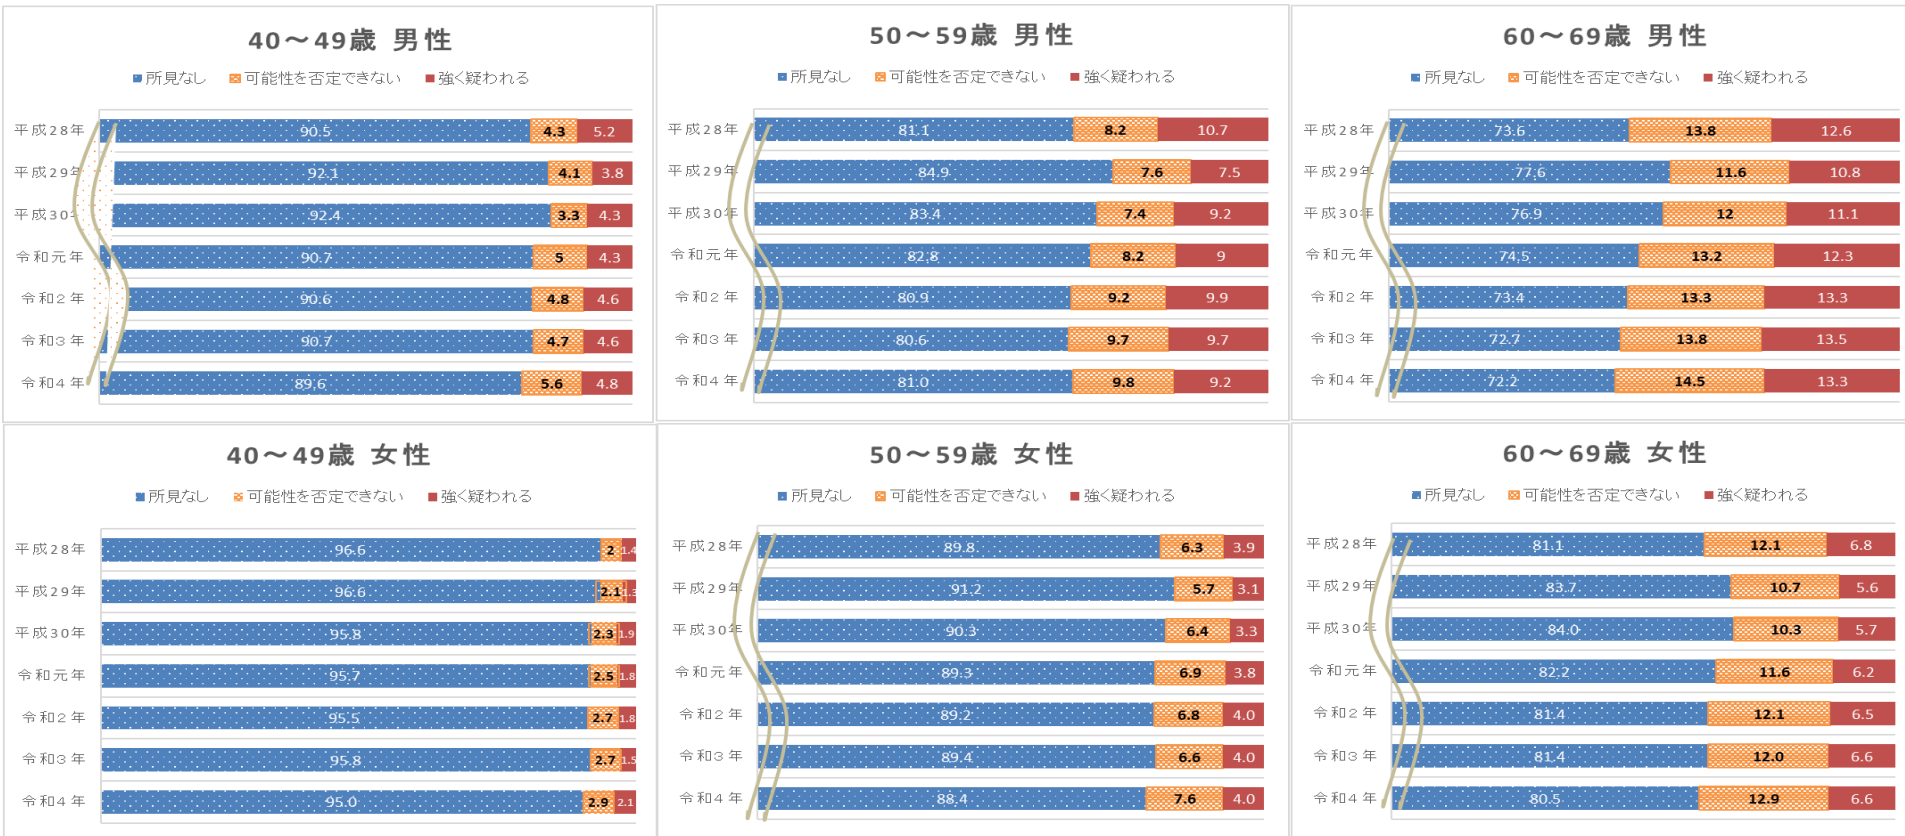 40～49歳 男性
所見なし 可能性を否定できない 強く疑われる
平成28年 90.5 4.3 5.2
平成29年 92.1 4.1 3.8
平成30年 92.4 3.3 4.3
令和元年 90.7 5 4.3
令和2年 90.6 4.8 4.6
令和3年 90.7 4.7 4.6
令和4年 89.6 5.6 4.8
50～59歳 男性
所見なし 可能性を否定できない 強く疑われる
平成28年 81.1 8.2 10.7
平成29年 84.9 7.6 7.5
平成30年 83.4 7.4 9.2
令和元年 82.8 8.2 9
令和2年 80.9 9.2 9.9
令和3年 80.6 9.7 9.7
令和4年 81.0 9.8 9.2
60～69歳 男性
所見なし 可能性を否定できない 強く疑われる
平成28年 73.6 13.8 12.6
平成29年 77.6 11.6 10.8
平成30年 76.9 12 11.1
令和元年 74.5 13.2 12.3
令和2年 73.4 13.3 13.3
令和3年 72.7 13.8 13.5
令和4年 72.2 14.5 13.3
40～49歳 女性
所見なし 可能性を否定できない 強く疑われる
平成28年 96.6 2 1.4
平成29年 96.6 2.1 1.3
平成30年 95.8 2.3 1.9
令和元年 95.7 2.5 1.8
令和2年 95.5 2.7 1.8
令和3年 95.8 2.7 1.5
令和4年 95.0 2.9 2.1
50～59歳 女性
所見なし 可能性を否定できない 強く疑われる
平成28年 89.8 6.3 3.9
平成29年 91.2 5.7 3.1
平成30年 90.3 6.4 3.3
令和元年 89.3 6.9 3.8
令和2年 89.2 6.8 4.0
令和3年 89.4 6.6 4.0
令和4年 88.4 7.6 4.0
60～69歳 女性
所見なし 可能性を否定できない 強く疑われる
平成28年 81.1 12.1 6.8
平成29年 83.7 10.7 5.6
平成30年 84.0 10.3 5.7
令和元年 82.2 11.6 6.2
令和2年 81.4 12.1 6.5
令和3年 81.4 12.0 6.6
令和4年 80.5 12.9 6.6